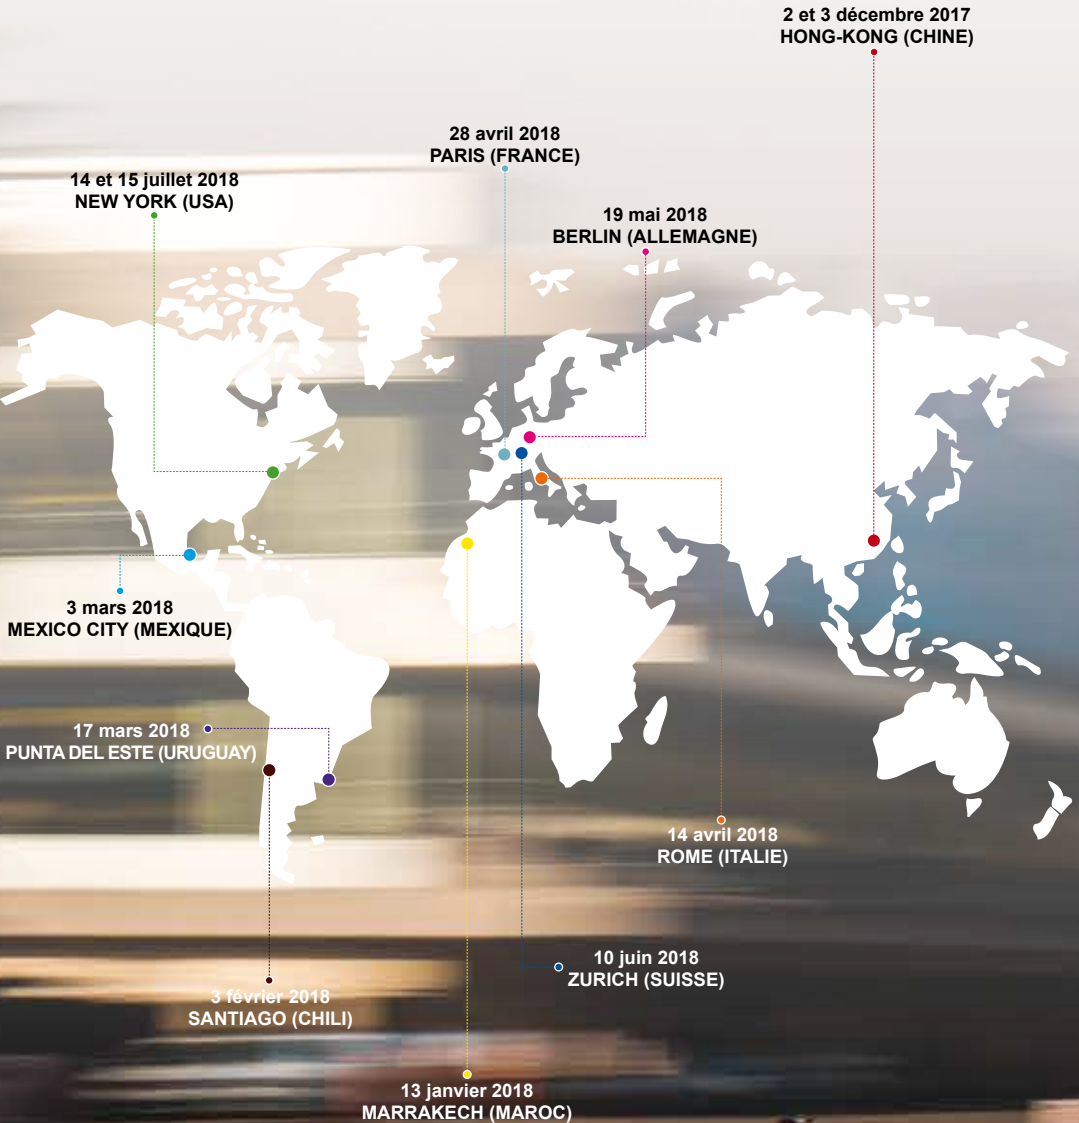 2 et 3 décembre 2017
HONG-KONG (CHINE)
28 avril 2018
PARIS (FRANCE)
14 et 15 juillet 2018
NEW YORK (USA)
19 mai 2018
BERLIN (ALLEMAGNE)
3 mars 2018
MEXICO CITY (MEXIQUE)
17 mars 2018
PUNTA DEL ESTE (URUGUAY)
14 avril 2018
ROME (ITALIE)
10 juin 2018
ZURICH (SUISSE)
3 février 2018
SANTIAGO (CHILI)
13 janvier 2018
MARRAKECH (MAROC)